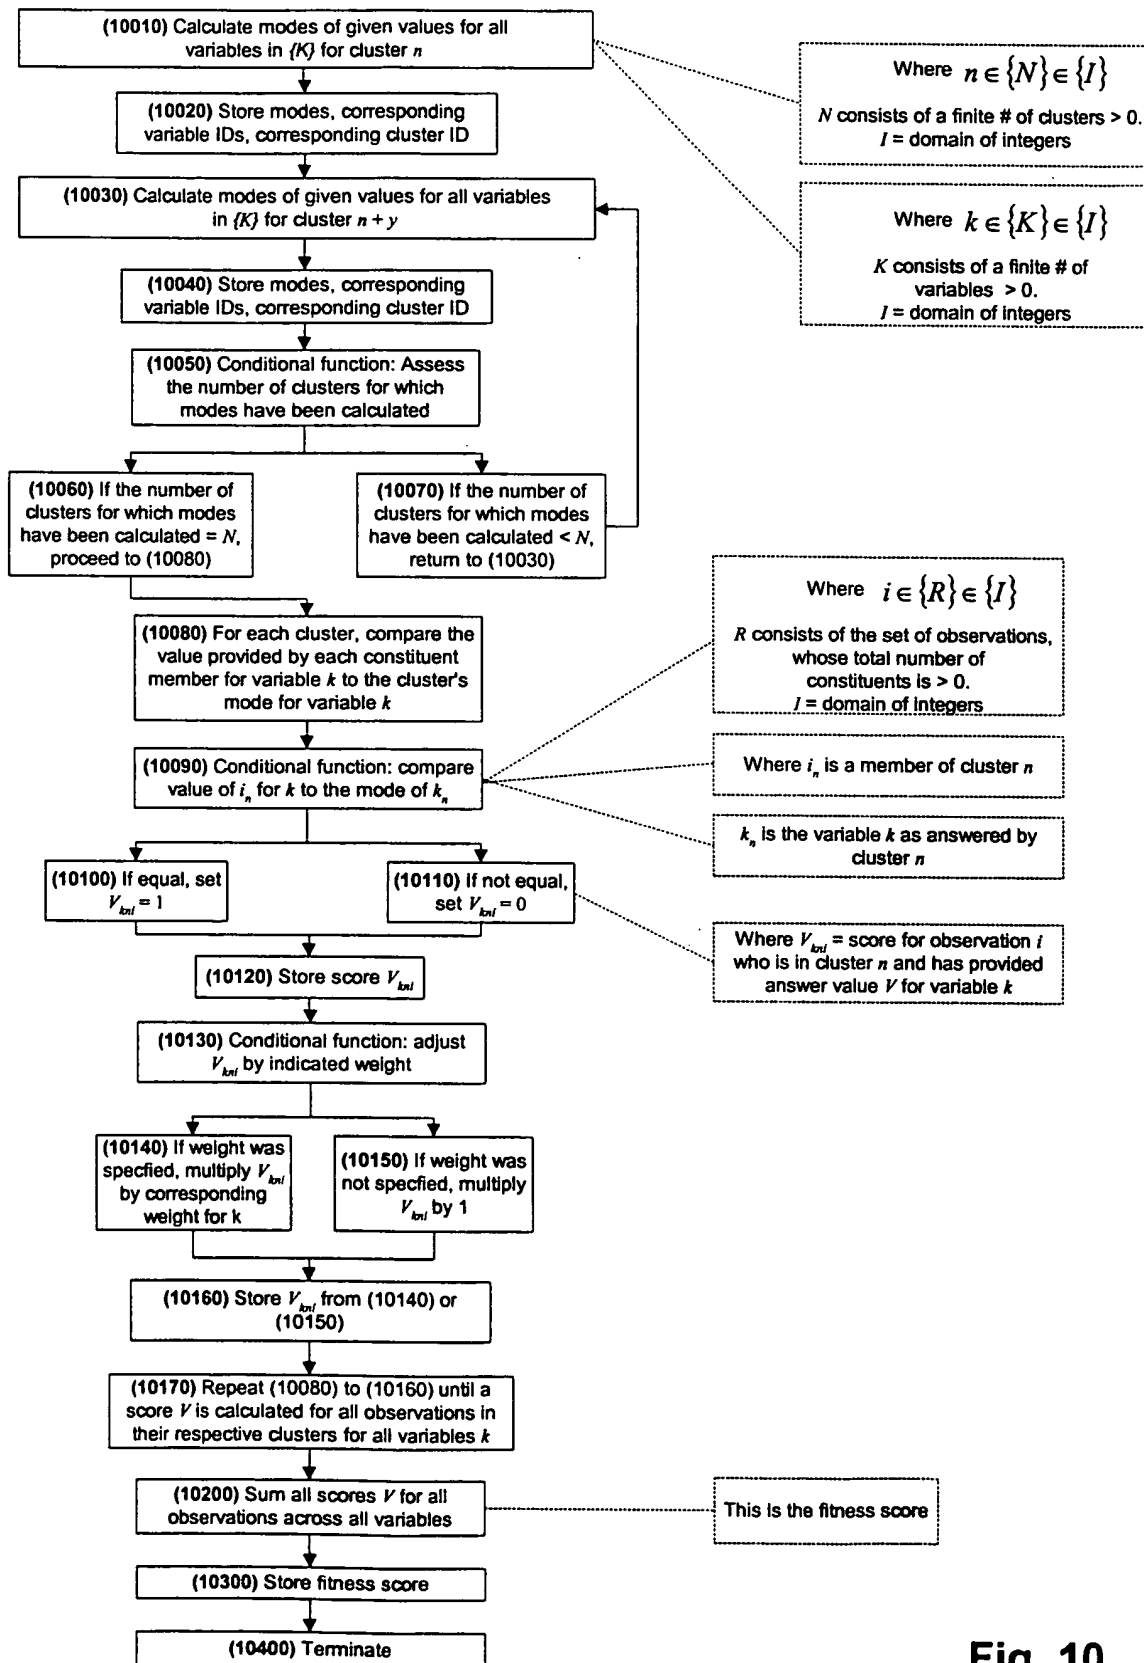 (10010) Calculate modes of given values for all
variables in {K} for cluster n
Where n ∈ {N} ∈ {I}
N consists of a finite # of clusters > 0.
I = domain of integers
(10020) Store modes, corresponding
variable IDs, corresponding cluster ID
(10030) Calculate modes of given values for all variables
in {K} for cluster n + y
Where k ∈ {K} ∈ {I}
K consists of a finite # of
variables > 0.
I = domain of integers
(10040) Store modes, corresponding
variable IDs, corresponding cluster ID
(10050) Conditional function: Assess
the number of clusters for which
modes have been calculated
(10060) If the number of
clusters for which modes
have been calculated = N,
proceed to (10080)
(10070) If the number of
clusters for which modes
have been calculated < N,
return to (10030)
Where i ∈ {R} ∈ {I}
R consists of the set of observations,
whose total number of
constituents is > 0.
I = domain of integers
(10080) For each cluster, compare the
value provided by each constituent
member for variable k to the cluster's
mode for variable k
(10090) Conditional function: compare
value of iₙ for k to the mode of kₙ
Where iₙ is a member of cluster n
kₙ is the variable k as answered by
cluster n
(10100) If equal, set
V_kni = 1
(10110) If not equal,
set V_kni = 0
Where V_kni = score for observation i
who is in cluster n and has provided
answer value V for variable k
(10120) Store score V_kni
(10130) Conditional function: adjust
V_kni by indicated weight
(10140) If weight was
specfied, multiply V_kni
by corresponding
weight for k
(10150) If weight was
not specfied, multiply
V_kni by 1
(10160) Store V_kni from (10140) or
(10150)
(10170) Repeat (10080) to (10160) until a
score V is calculated for all observations in
their respective clusters for all variables k
(10200) Sum all scores V for all
observations across all variables
This is the fitness score
(10300) Store fitness score
(10400) Terminate
Fig. 10